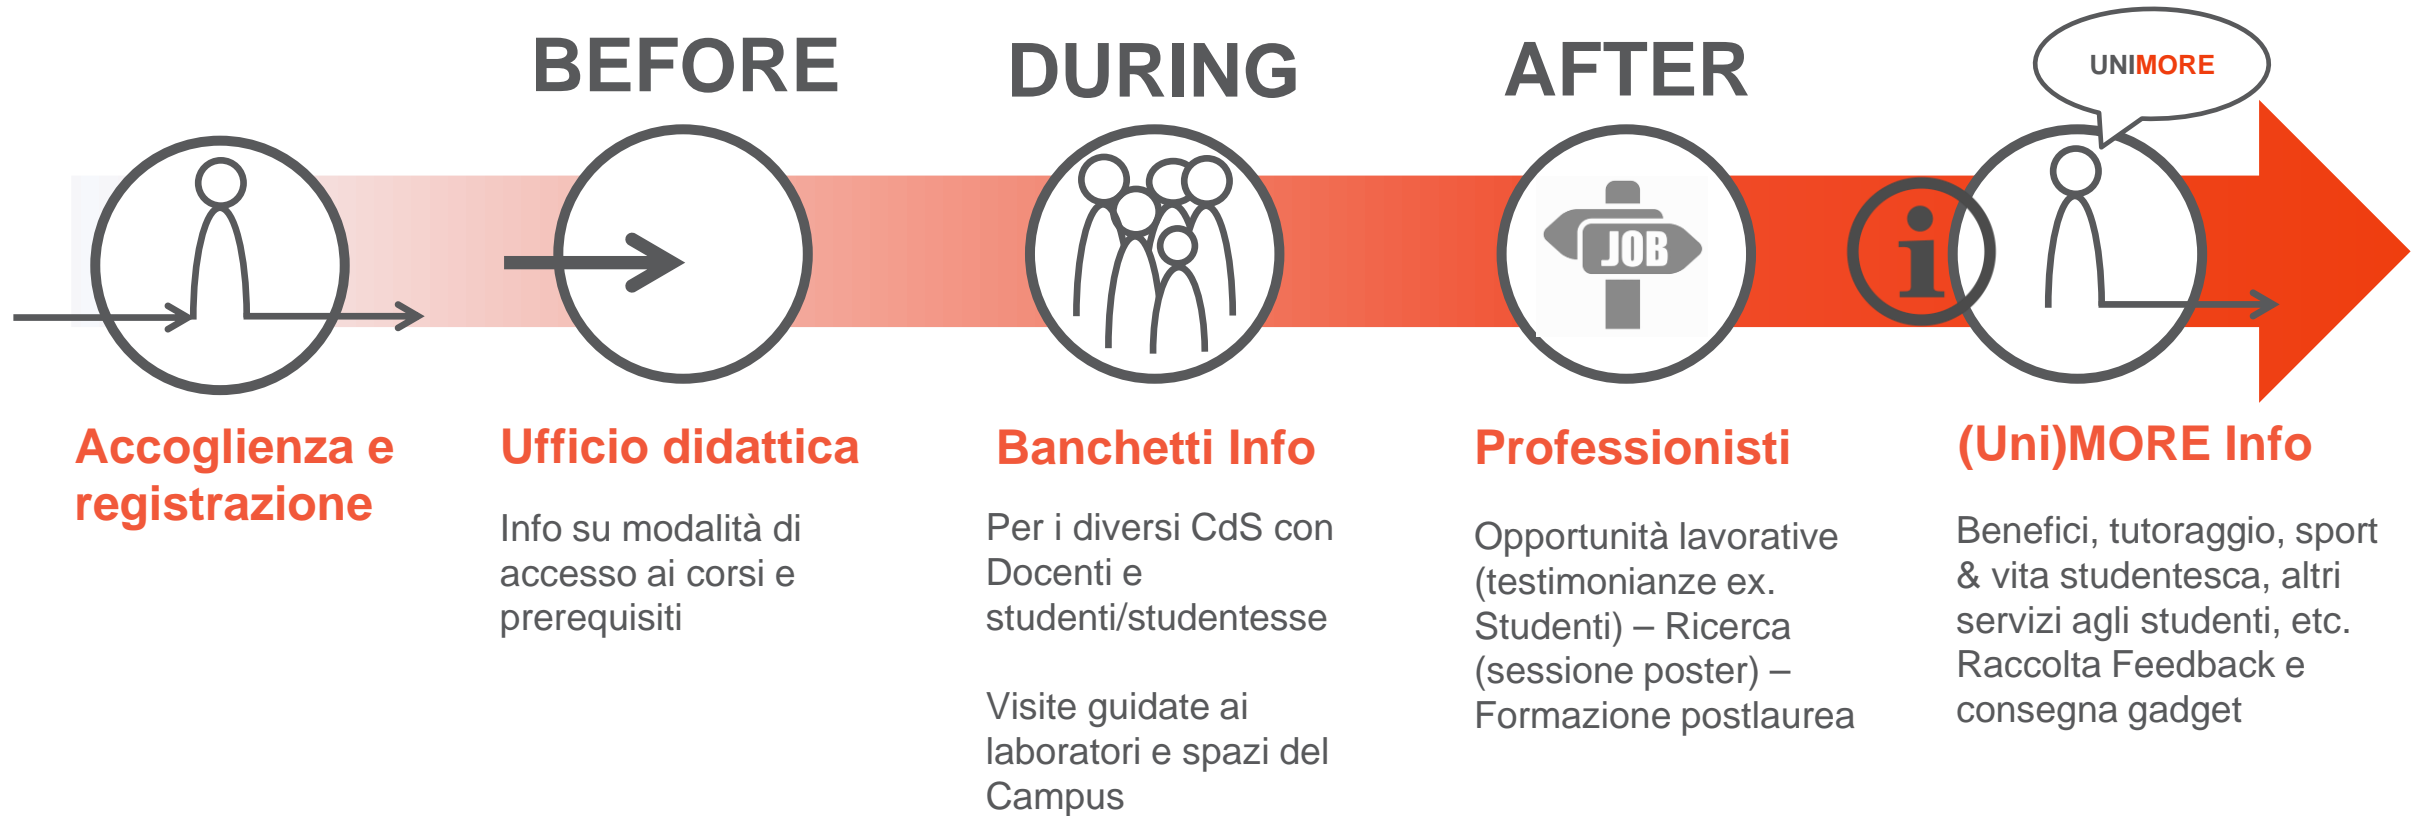 BEFORE
DURING
AFTER
UNIMORE
JOB
i
Accoglienza e
registrazione
Ufficio didattica
Info su modalità di
accesso ai corsi e
prerequisiti
Banchetti Info
Per i diversi CdS con
Docenti e
studenti/studentesse
Visite guidate ai
laboratori e spazi del
Campus
Professionisti
Opportunità lavorative
(testimonianze ex.
Studenti) – Ricerca
(sessione poster) –
Formazione postlaurea
(Uni)MORE Info
Benefici, tutoraggio, sport
& vita studentesca, altri
servizi agli studenti, etc.
Raccolta Feedback e
consegna gadget